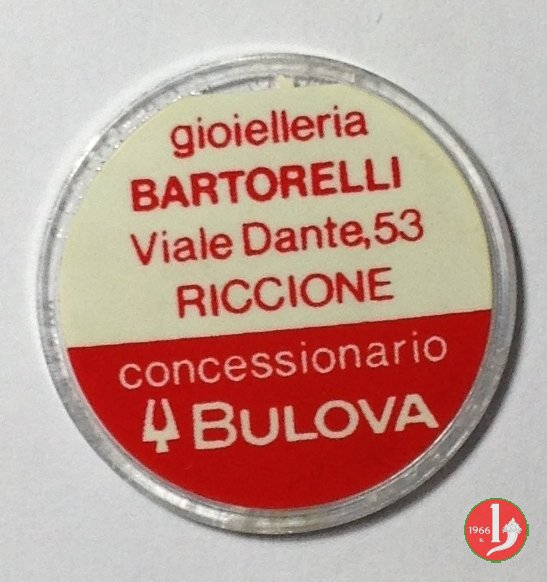 gioielleria
BARTORELLI
Viale Dante,53
RICCIONE
concessionario
BULOVA
1966
R.